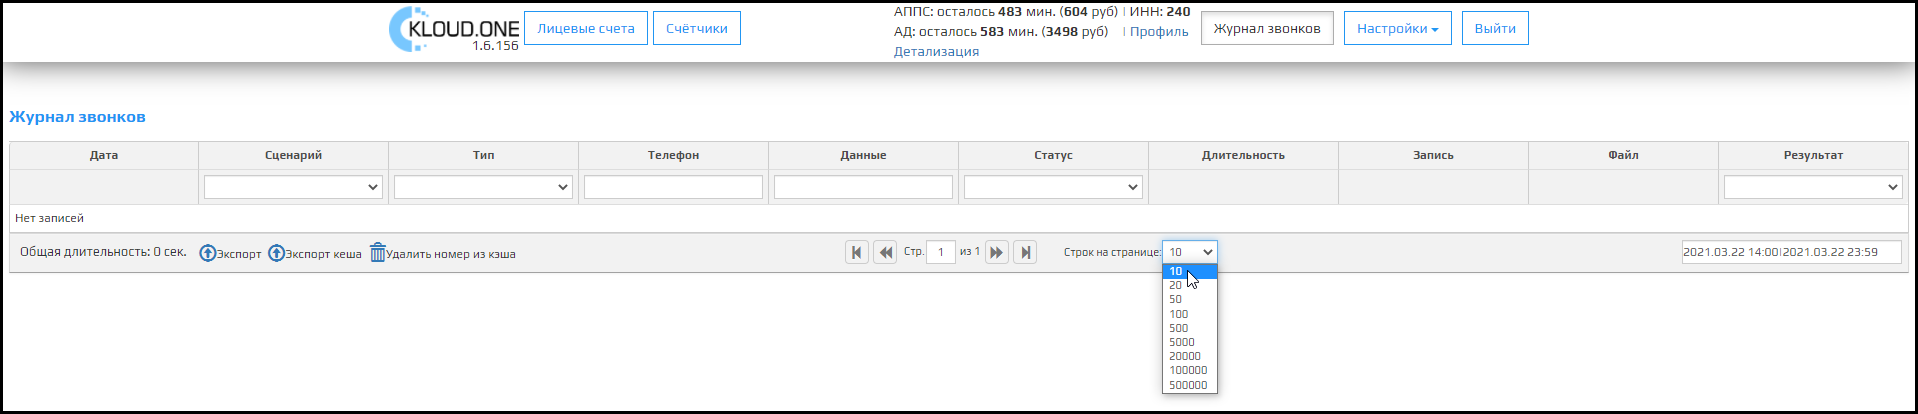 KLOUD.ONE
1.6.156
Лицевые счета
Счётчики
АППС: осталось 483 мин. (604 руб) | ИНН: 240
АД: осталось 583 мин. (3498 руб) | Профиль
Детализация
Журнал звонков
Настройки
Выйти
Журнал звонков
Дата Сценарий Тип Телефон Данные Статус Длительность Запись Файл Результат
Нет записей
Общая длительность: 0 сек. Экспорт Экспорт кеша Удалить номер из кэша Стр. 1 из 1 Строк на странице: 10 2021.03.22 14:00|2021.03.22 23:59
10
20
50
100
500
5000
20000
100000
500000